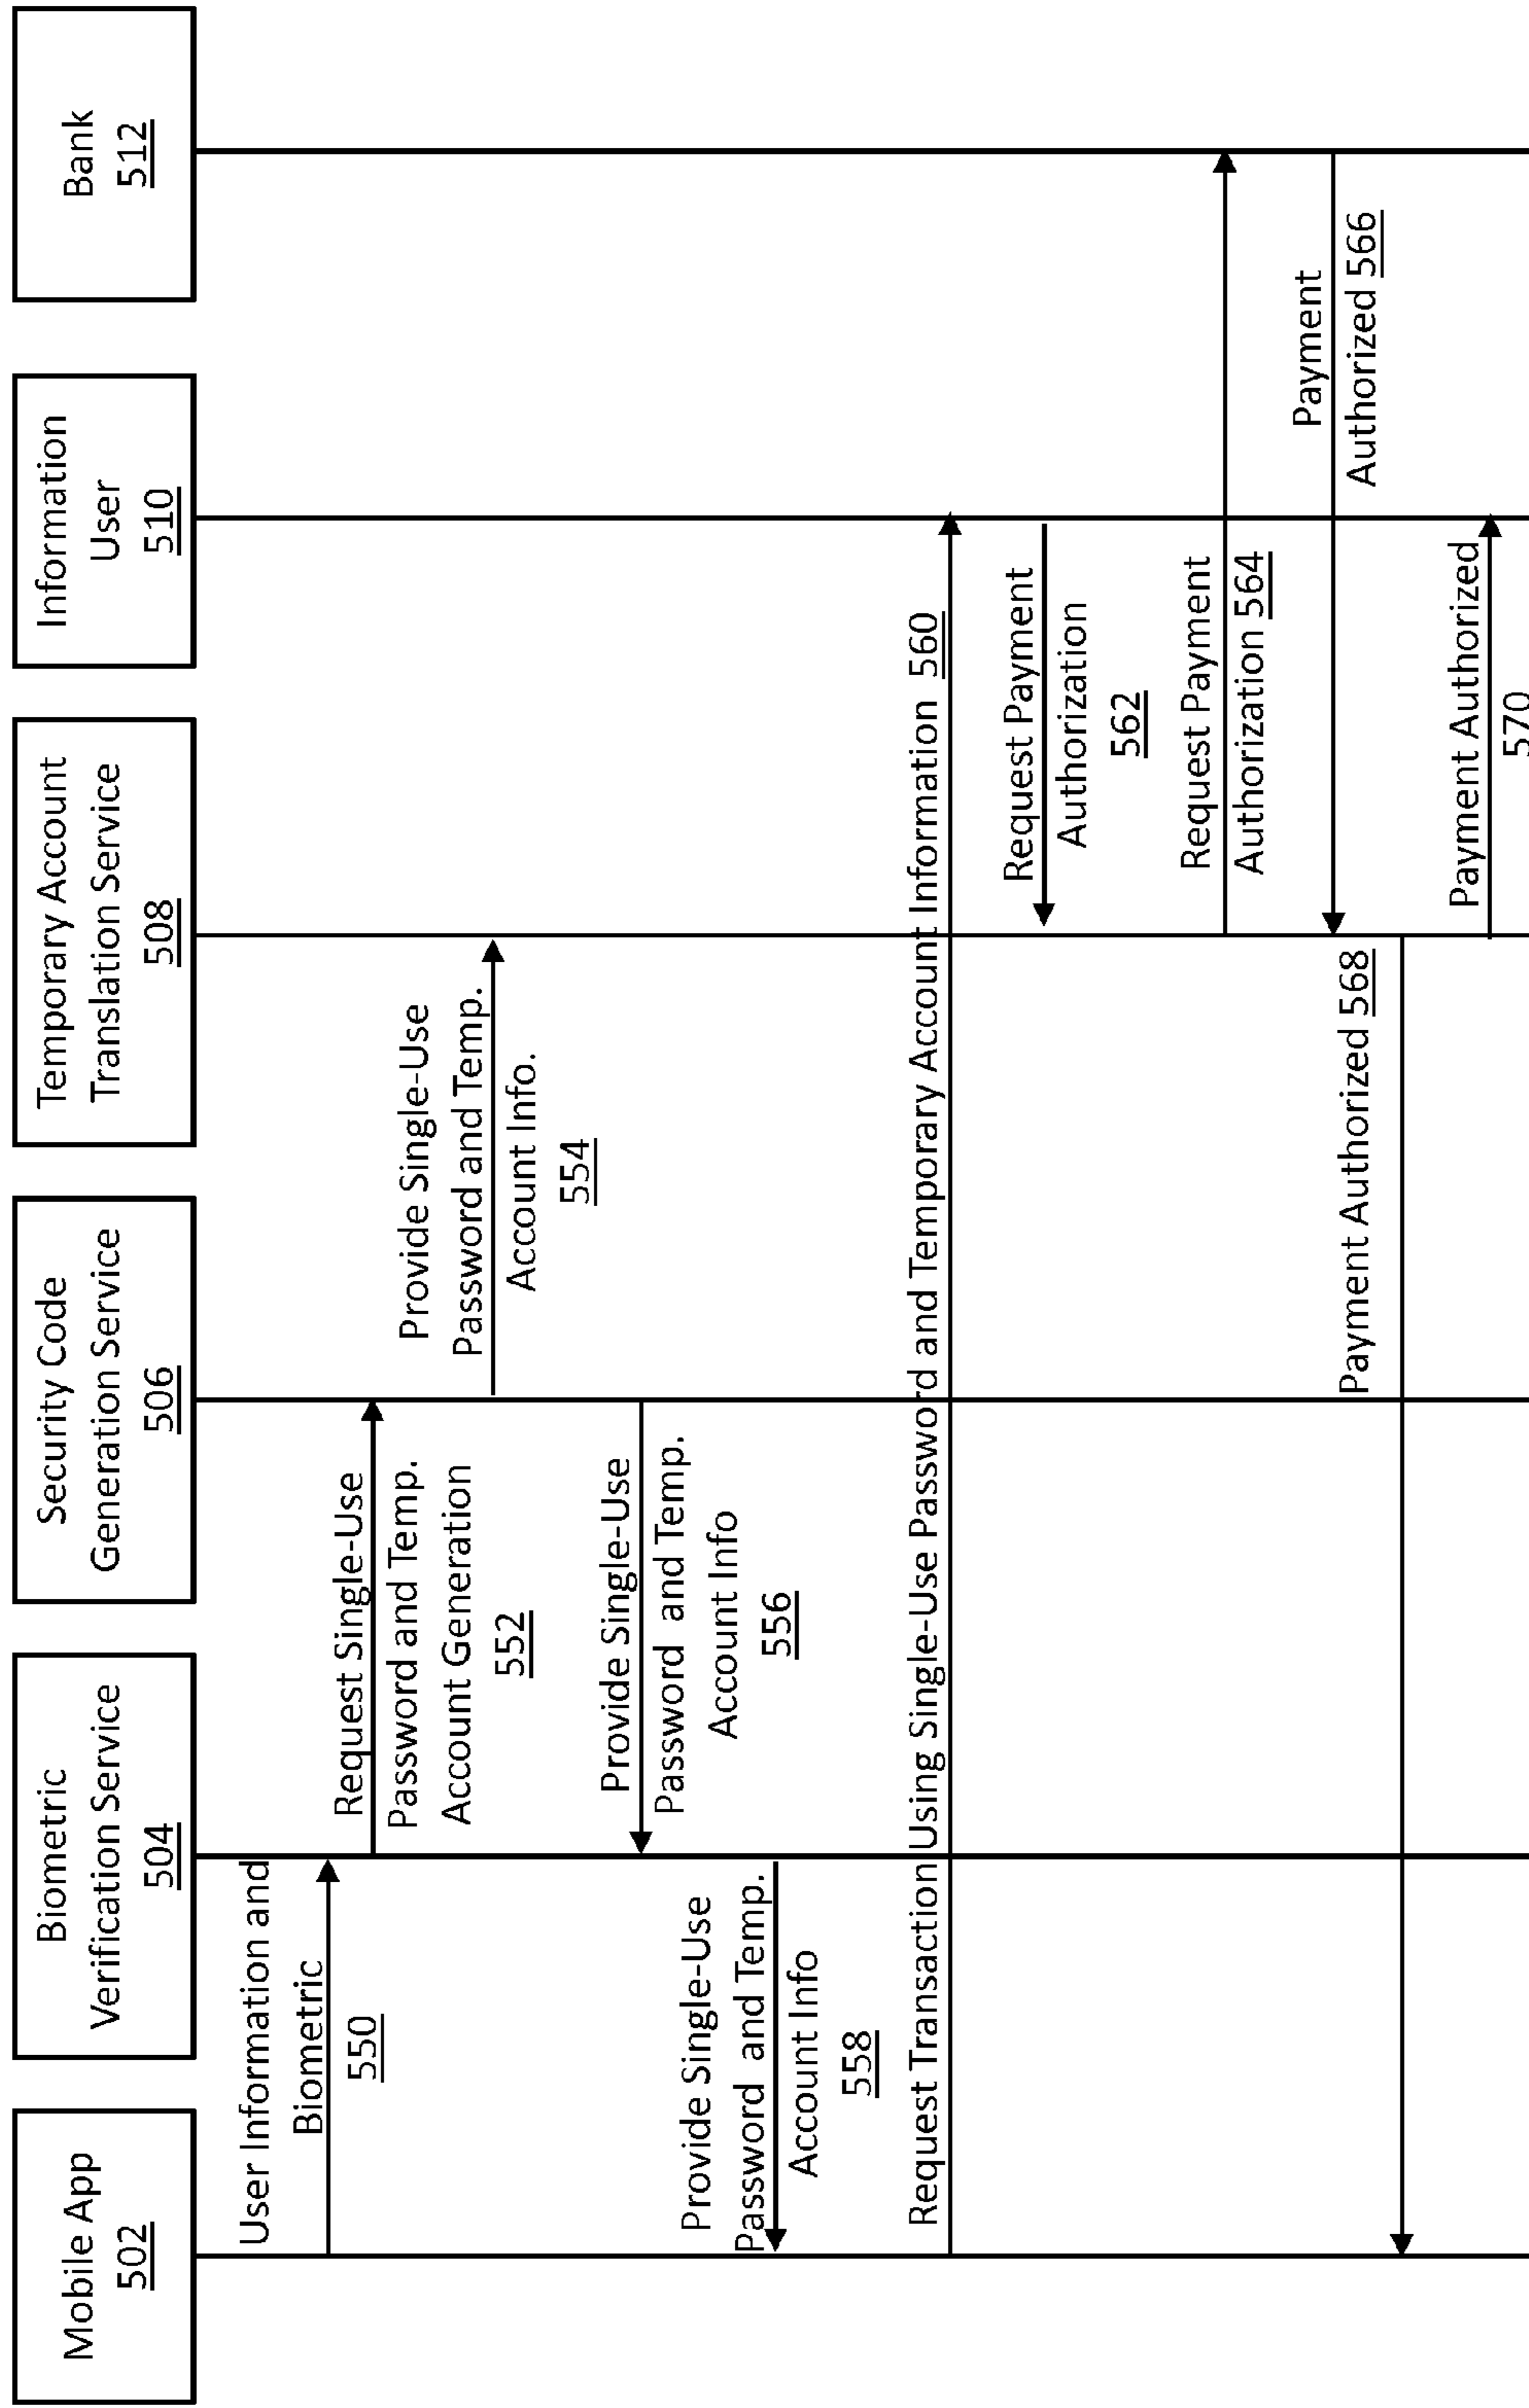 Mobile App
502
Biometric
Verification Service
504
Security Code
Generation Service
506
Temporary Account
Translation Service
508
Information
User
510
Bank
512
User Information and
Biometric
550
Request Single-Use
Password and Temp.
Account Generation
552
Provide Single-Use
Password and Temp.
Account Info.
554
Provide Single-Use
Password and Temp.
Account Info
556
Provide Single-Use
Password and Temp.
Account Info
558
Request Transaction Using Single-Use Password and Temporary Account Information 560
Request Payment
Authorization
562
Request Payment
Authorization 564
Payment
Authorized 566
Payment Authorized 568
Payment Authorized
570